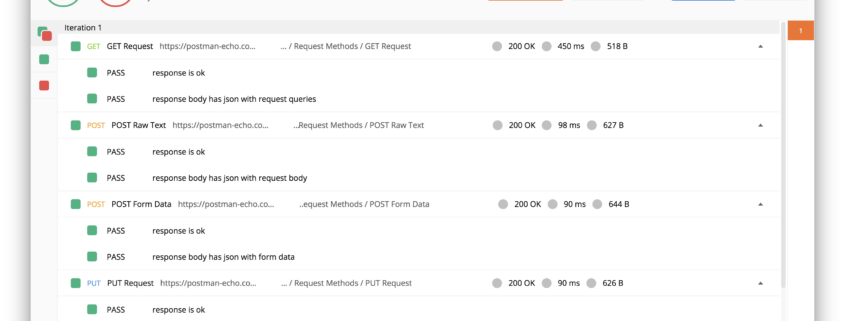 Iteration 1
1
GET GET Request https://postman-echo.co... ... / Request Methods / GET Request 200 OK 450 ms 518 B
PASS response is ok
PASS response body has json with request queries
POST POST Raw Text https://postman-echo.co... ...Request Methods / POST Raw Text 200 OK 98 ms 627 B
PASS response is ok
PASS response body has json with request body
POST POST Form Data https://postman-echo.co... ..equest Methods / POST Form Data 200 OK 90 ms 644 B
PASS response is ok
PASS response body has json with form data
PUT PUT Request https://postman-echo.co... ... / Request Methods / PUT Request 200 OK 90 ms 626 B
PASS response is ok